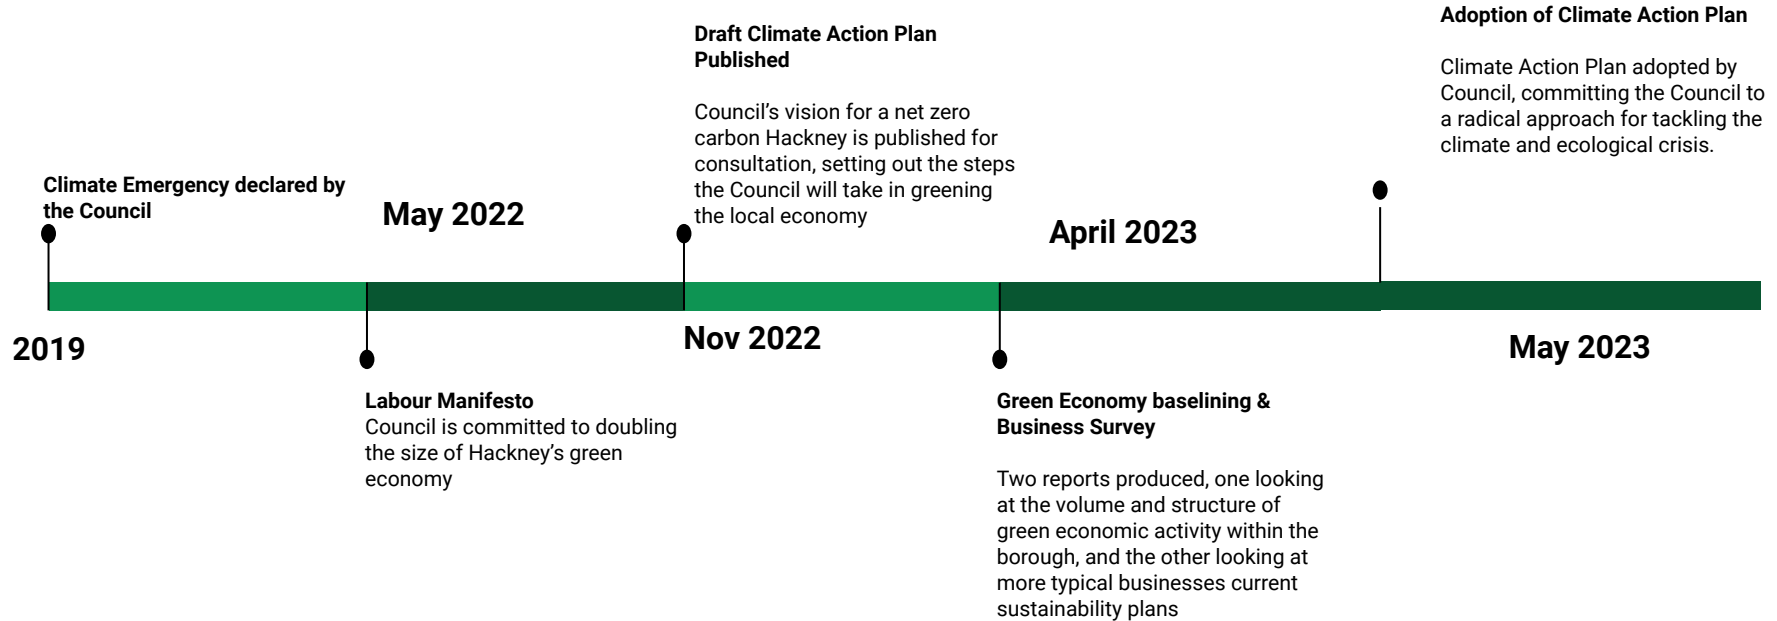 Climate Emergency declared by
the Council
2019
May 2022
Labour Manifesto
Council is committed to doubling
the size of Hackney’s green
economy
Draft Climate Action Plan
Published
Council’s vision for a net zero
carbon Hackney is published for
consultation, setting out the steps
the Council will take in greening
the local economy
Nov 2022
April 2023
Green Economy baselining &
Business Survey
Two reports produced, one looking
at the volume and structure of
green economic activity within the
borough, and the other looking at
more typical businesses current
sustainability plans
Adoption of Climate Action Plan
Climate Action Plan adopted by
Council, committing the Council to
a radical approach for tackling the
climate and ecological crisis.
May 2023